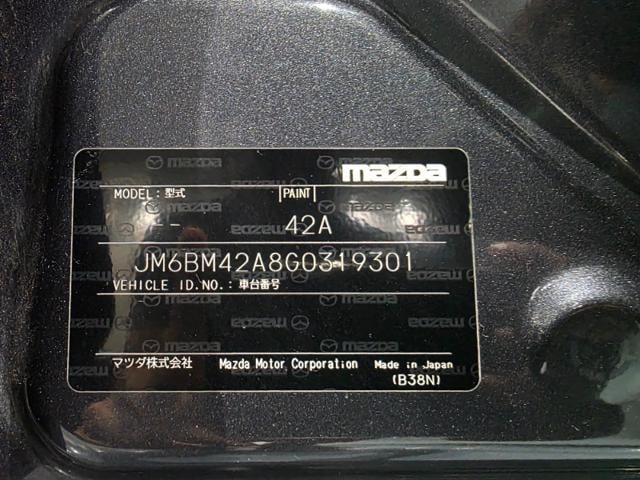 mazda
MODEL: 型式 PAINT
-- 42A
JM6BM42A8G0319301
VEHICLE ID.NO.: 車台番号
マツダ株式会社 Mazda Motor Corporation Made in Japan
(B38N)